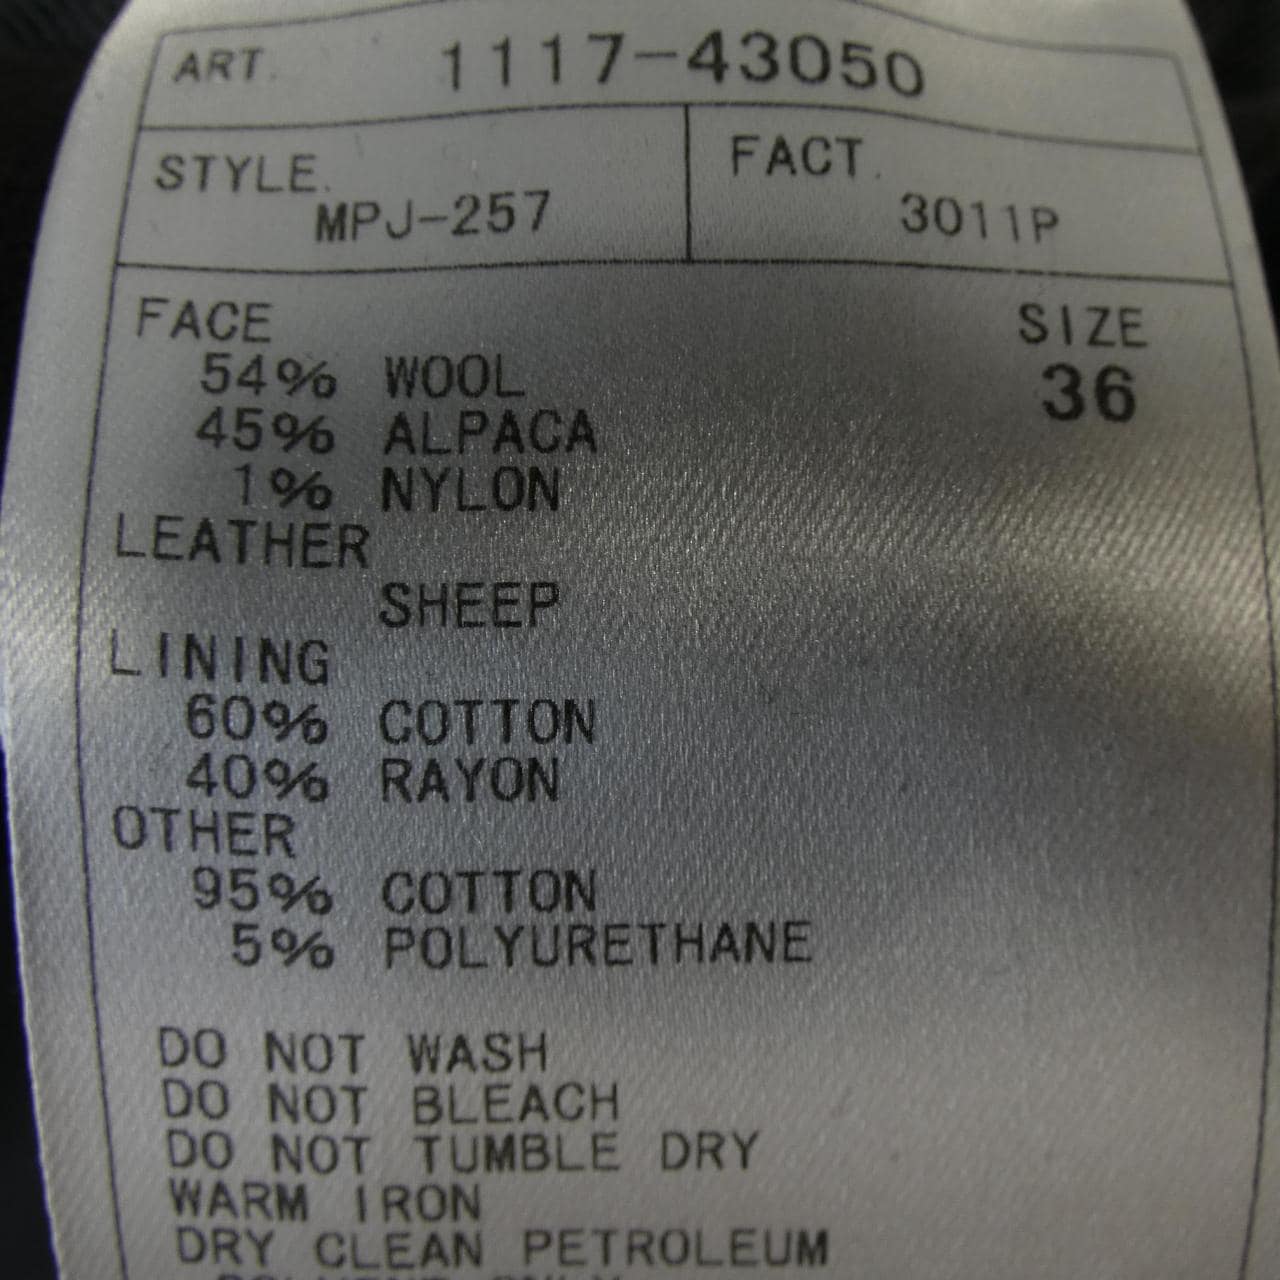 ART. 1117-43050
STYLE. FACT.
MPJ-257 3011P
FACE SIZE
54% WOOL 36
45% ALPACA
1% NYLON
LEATHER
SHEEP
LINING
60% COTTON
40% RAYON
OTHER
95% COTTON
5% POLYURETHANE
DO NOT WASH
DO NOT BLEACH
DO NOT TUMBLE DRY
WARM IRON
DRY CLEAN PETROLEUM